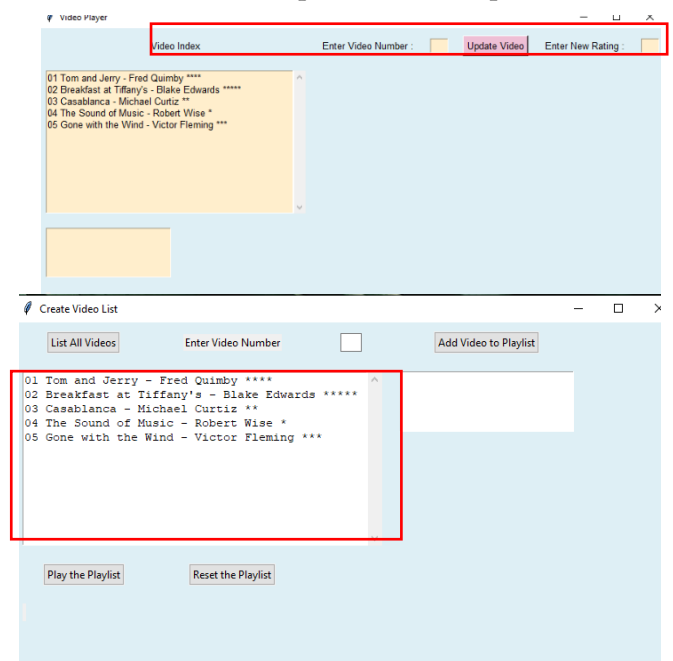 Video Player
Video Index Enter Video Number : Update Video Enter New Rating :
01 Tom and Jerry - Fred Quimby ****
02 Breakfast at Tiffany's - Blake Edwards *****
03 Casablanca - Michael Curtiz **
04 The Sound of Music - Robert Wise *
05 Gone with the Wind - Victor Fleming ***
Create Video List
List All Videos Enter Video Number Add Video to Playlist
01 Tom and Jerry - Fred Quimby ****
02 Breakfast at Tiffany's - Blake Edwards *****
03 Casablanca - Michael Curtiz **
04 The Sound of Music - Robert Wise *
05 Gone with the Wind - Victor Fleming ***
Play the Playlist Reset the Playlist